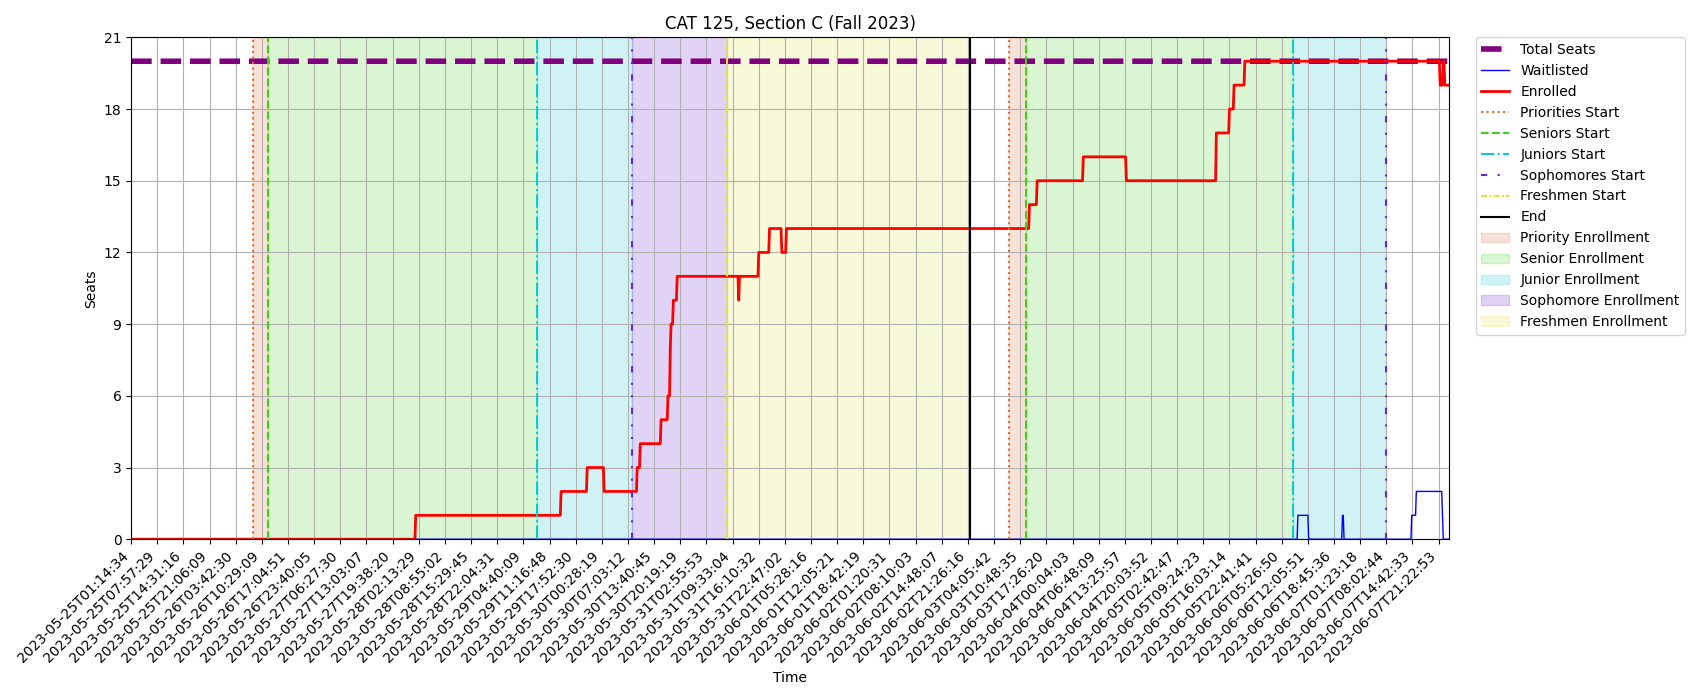 CAT 125, Section C (Fall 2023)
21
18
15
12
9
6
3
0
Seats
2023-05-25T01:14:34
2023-05-25T07:57:29
2023-05-25T14:31:16
2023-05-25T21:06:09
2023-05-26T03:42:30
2023-05-26T10:29:09
2023-05-26T17:04:51
2023-05-26T23:40:05
2023-05-27T06:27:30
2023-05-27T13:03:07
2023-05-27T19:38:20
2023-05-28T02:13:29
2023-05-28T08:55:02
2023-05-28T15:29:45
2023-05-28T22:04:31
2023-05-29T04:40:09
2023-05-29T11:16:48
2023-05-29T17:52:30
2023-05-30T00:28:19
2023-05-30T07:03:12
2023-05-30T13:40:45
2023-05-30T20:19:19
2023-05-31T02:55:53
2023-05-31T09:33:04
2023-05-31T16:10:32
2023-05-31T22:47:02
2023-06-01T05:28:16
2023-06-01T12:05:21
2023-06-01T18:42:19
2023-06-02T01:20:31
2023-06-02T08:10:03
2023-06-02T14:48:07
2023-06-02T21:26:16
2023-06-03T04:05:42
2023-06-03T10:48:35
2023-06-03T17:26:20
2023-06-04T00:04:03
2023-06-04T06:48:09
2023-06-04T13:25:57
2023-06-04T20:03:52
2023-06-05T02:42:47
2023-06-05T09:24:23
2023-06-05T16:03:14
2023-06-05T22:41:41
2023-06-06T05:26:50
2023-06-06T12:05:51
2023-06-06T18:45:36
2023-06-07T01:23:18
2023-06-07T08:02:44
2023-06-07T14:42:33
2023-06-07T21:22:53
Time
Total Seats
Waitlisted
Enrolled
Priorities Start
Seniors Start
Juniors Start
Sophomores Start
Freshmen Start
End
Priority Enrollment
Senior Enrollment
Junior Enrollment
Sophomore Enrollment
Freshmen Enrollment